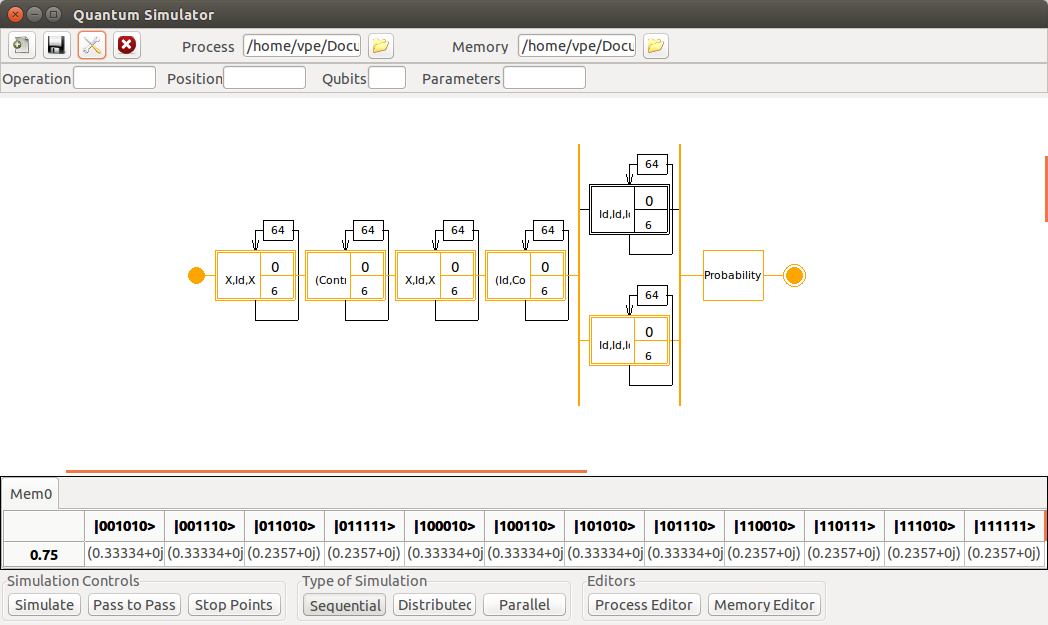 Quantum Simulator
Process /home/vpe/Docu Memory /home/vpe/Docu
Operation Position Qubits Parameters
64
0
Id,Id,Id
6
64 64 64 64
0 0 0 0
X,Id,X (Contr X,Id,X (Id,Co Probability
6 6 6 6
64
0
Id,Id,Id
6
Mem0
|001010> |001110> |011010> |011111> |100010> |100110> |101010> |101110> |110010> |110111> |111010> |111111>
0.75 (0.33334+0j (0.33334+0j (0.2357+0j) (0.2357+0j) (0.33334+0j (0.33334+0j (0.33334+0j (0.33334+0j (0.2357+0j) (0.2357+0j) (0.2357+0j) (0.2357+0j)
Simulation Controls Type of Simulation Editors
Simulate Pass to Pass Stop Points Sequential Distributec Parallel Process Editor Memory Editor